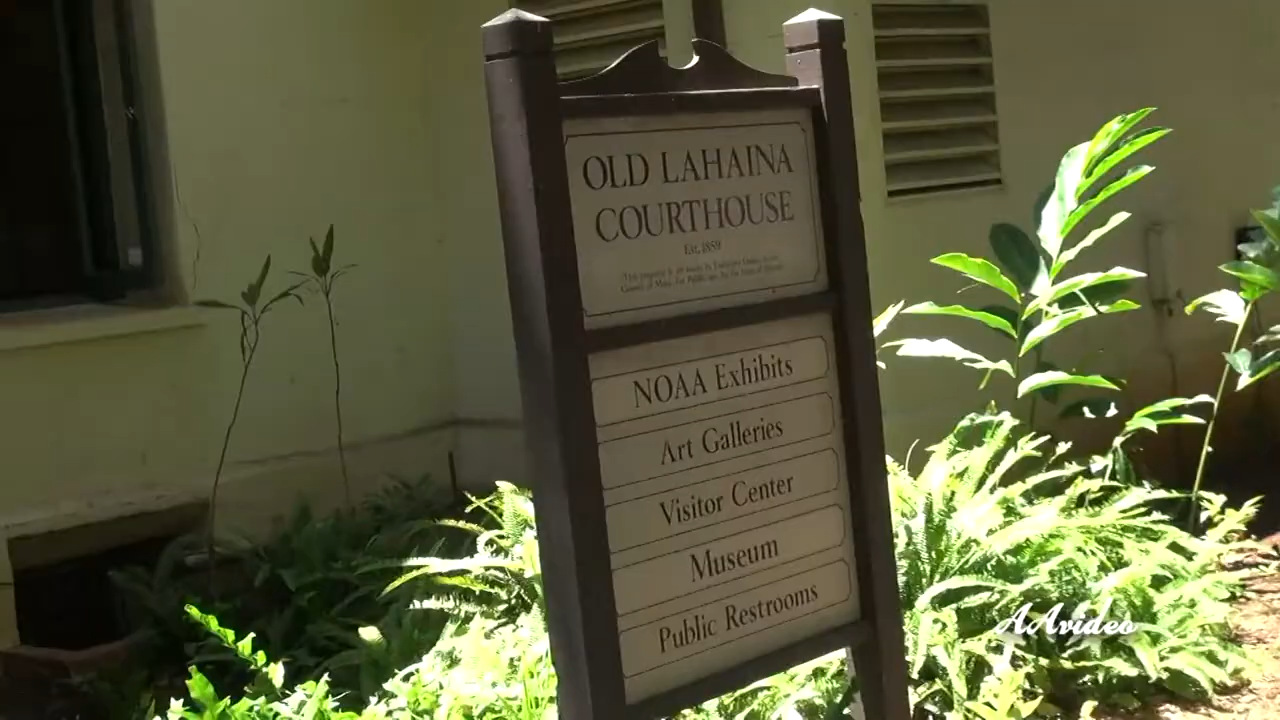 OLD LAHAINA
COURTHOUSE
Est. 1859
NOAA Exhibits
Art Galleries
Visitor Center
Museum
Public Restrooms
AAvideo